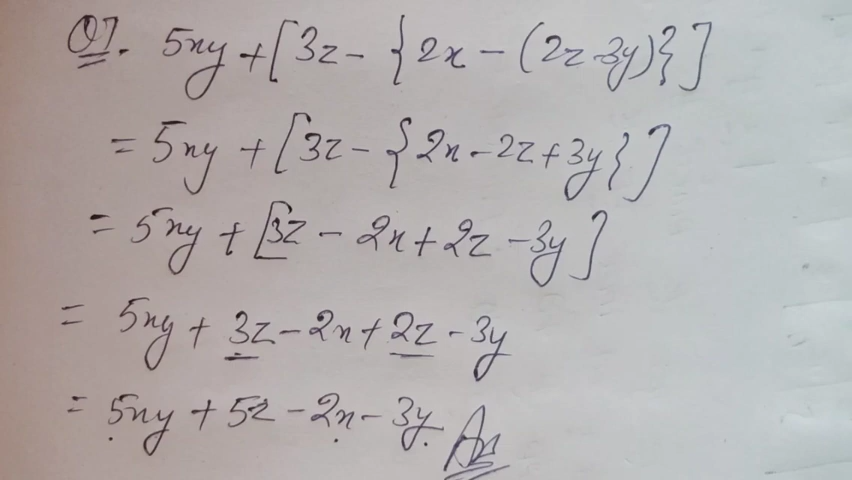 Q7. 5xy + [3z - {2x - (2z - 3y)}]
= 5xy + [3z - {2x - 2z + 3y}]
= 5xy + [3z - 2x + 2z - 3y]
= 5xy + 3z - 2x + 2z - 3y
= 5xy + 5z - 2x - 3y. Ans